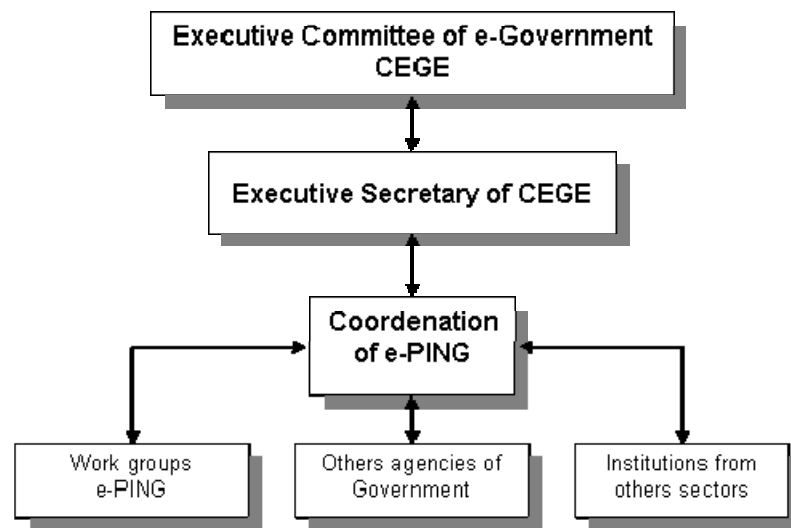 Executive Committee of e-Government
CEGE
Executive Secretary of CEGE
Coordenation
of e-PING
Work groups
e-PING
Others agencies of
Government
Institutions from
others sectors